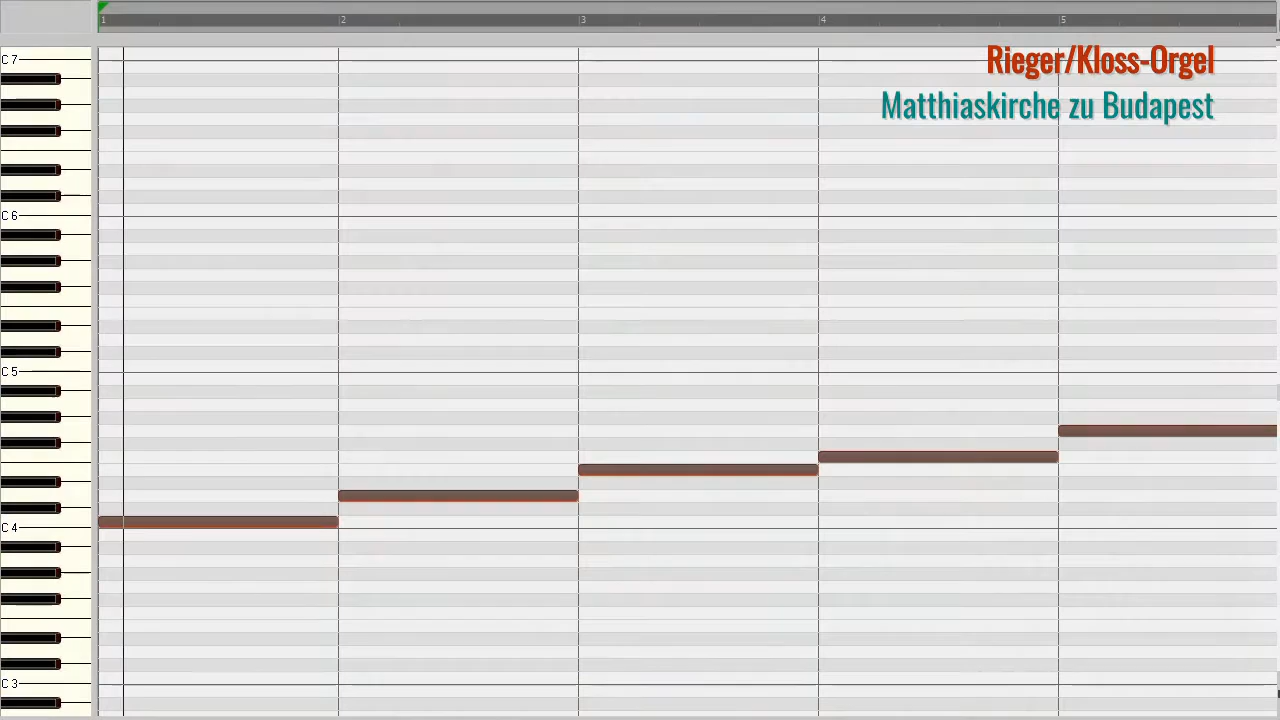 1 2 3 4 5
Rieger/Kloss-Orgel
Matthiaskirche zu Budapest
C 7
C 6
C 5
C 4
C 3